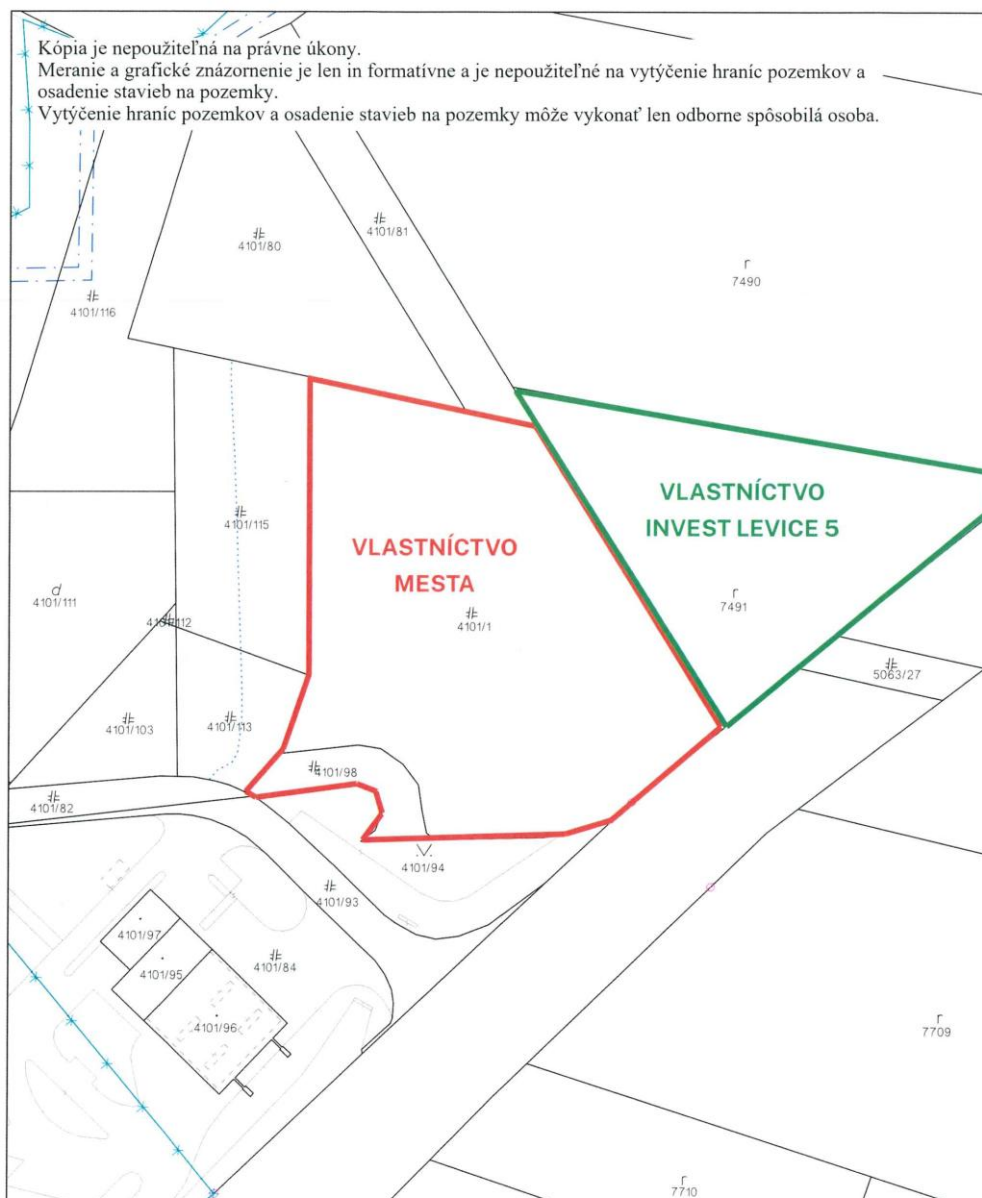 Kópia je nepoužiteľná na právne úkony.
Meranie a grafické znázornenie je len in formatívne a je nepoužiteľné na vytýčenie hraníc pozemkov a
osadenie stavieb na pozemky.
Vytýčenie hraníc pozemkov a osadenie stavieb na pozemky môže vykonať len odborne spôsobilá osoba.
4101/80
4101/81
r
7490
4101/116
VLASTNÍCTVO
INVEST LEVICE 5
4101/115
VLASTNÍCTVO
MESTA
d
4101/111
r
7491
4101/1
4101/112
5063/27
4101/103
4101/113
4101/98
4101/82
4101/94
4101/93
4101/97
4101/84
4101/95
4101/96
r
7709
r
7710